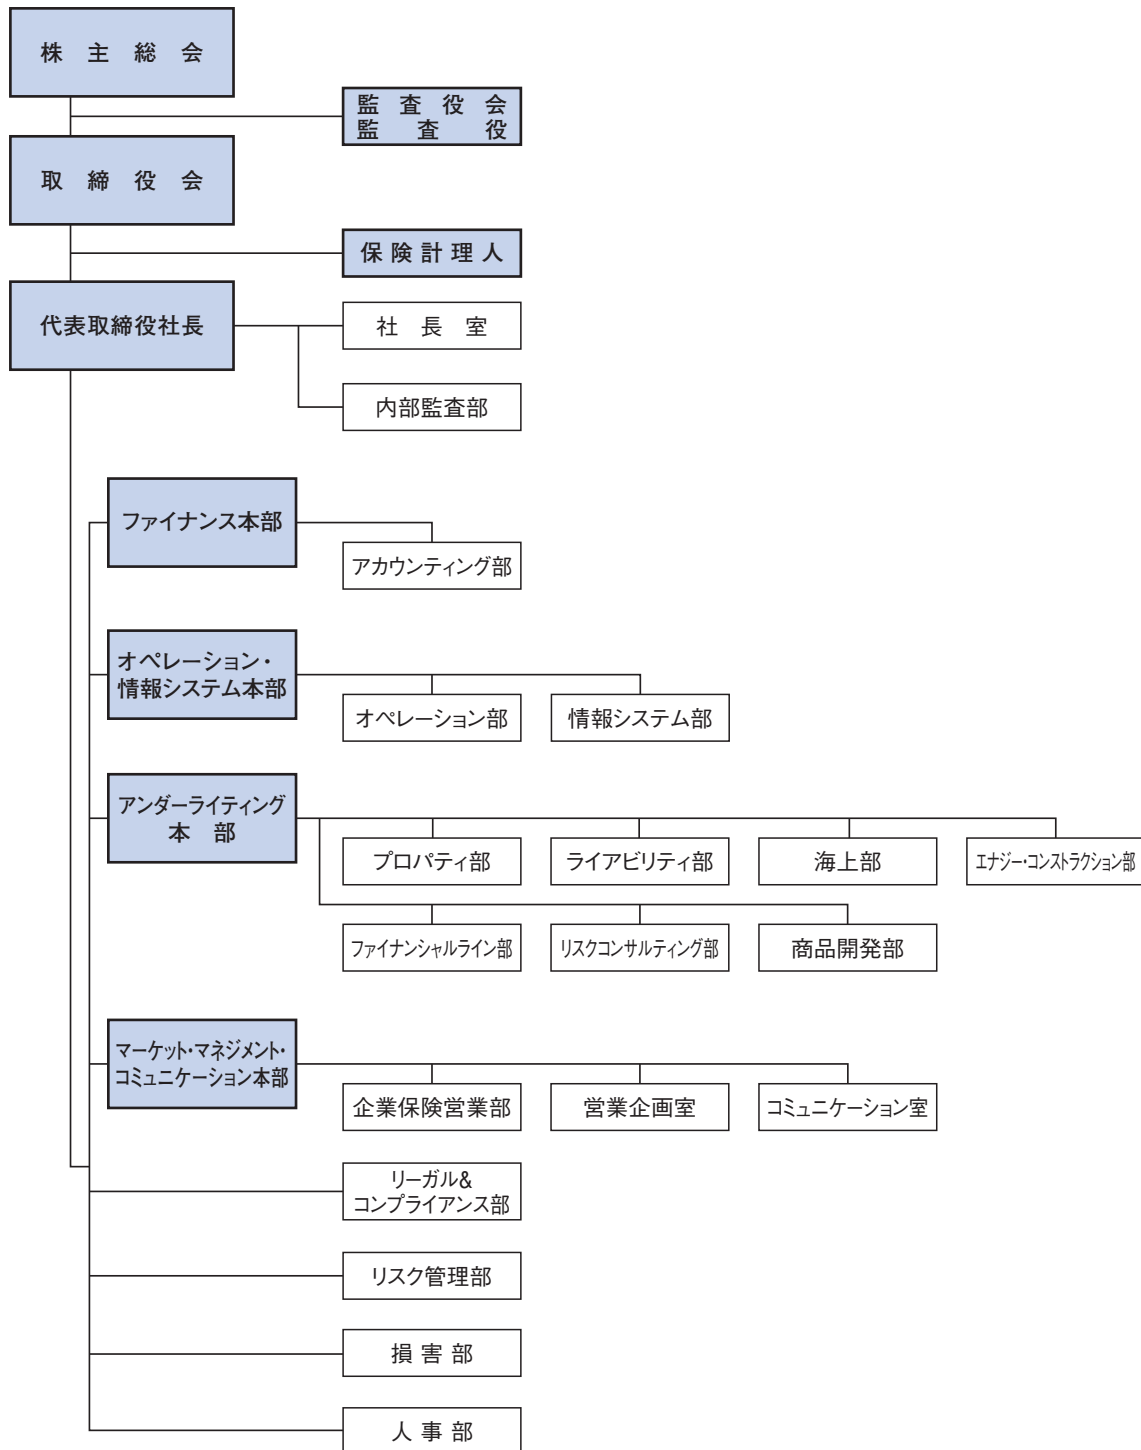 株主総会
監査役会
監査役
取締役会
保険計理人
代表取締役社長
社長室
内部監査部
ファイナンス本部
アカウンティング部
オペレーション・
情報システム本部
オペレーション部
情報システム部
アンダーライティング
本部
プロパティ部
ライアビリティ部
海上部
エナジー・コンストラクション部
ファイナンシャルライン部
リスクコンサルティング部
商品開発部
マーケット・マネジメント・
コミュニケーション本部
企業保険営業部
営業企画室
コミュニケーション室
リーガル&
コンプライアンス部
リスク管理部
損害部
人事部